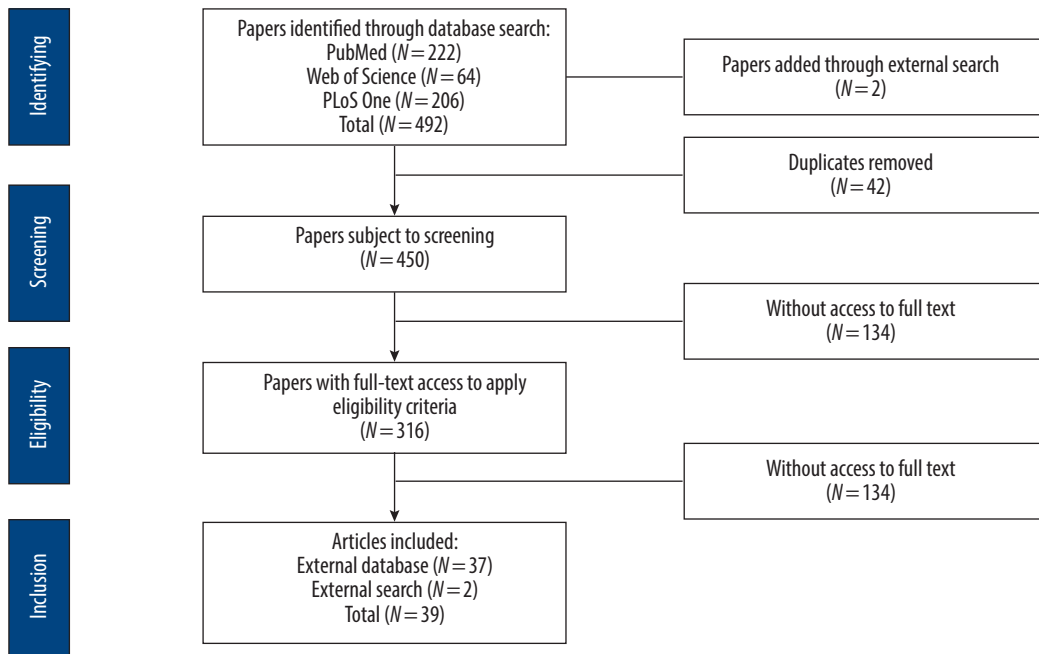 Identifying
Papers identified through database search:
PubMed (N = 222)
Web of Science (N = 64)
PLoS One (N = 206)
Total (N = 492)
Papers added through external search
(N = 2)
Duplicates removed
(N = 42)
Screening
Papers subject to screening
(N = 450)
Without access to full text
(N = 134)
Eligibility
Papers with full-text access to apply
eligibility criteria
(N = 316)
Without access to full text
(N = 134)
Inclusion
Articles included:
External database (N = 37)
External search (N = 2)
Total (N = 39)